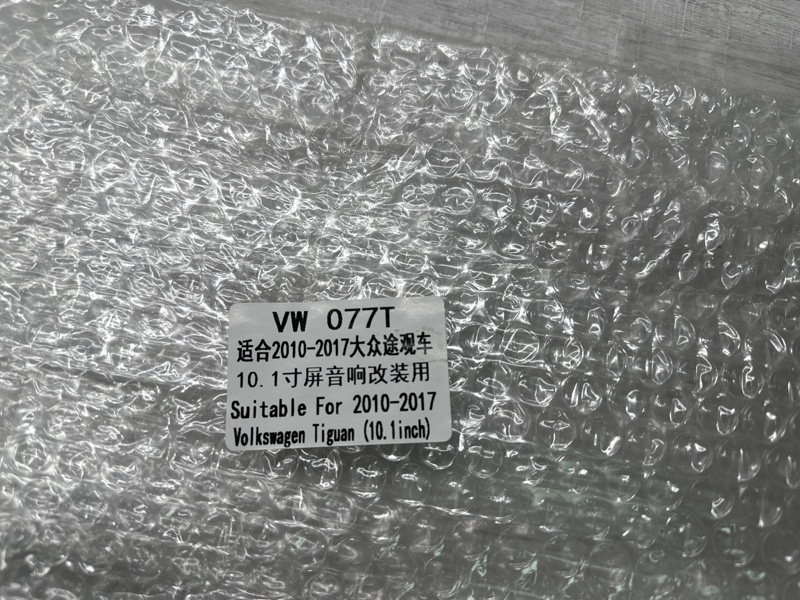 VW 077T
适合2010-2017大众途观车
10.1寸屏音响改装用
Suitable For 2010-2017
Volkswagen Tiguan (10.1inch)